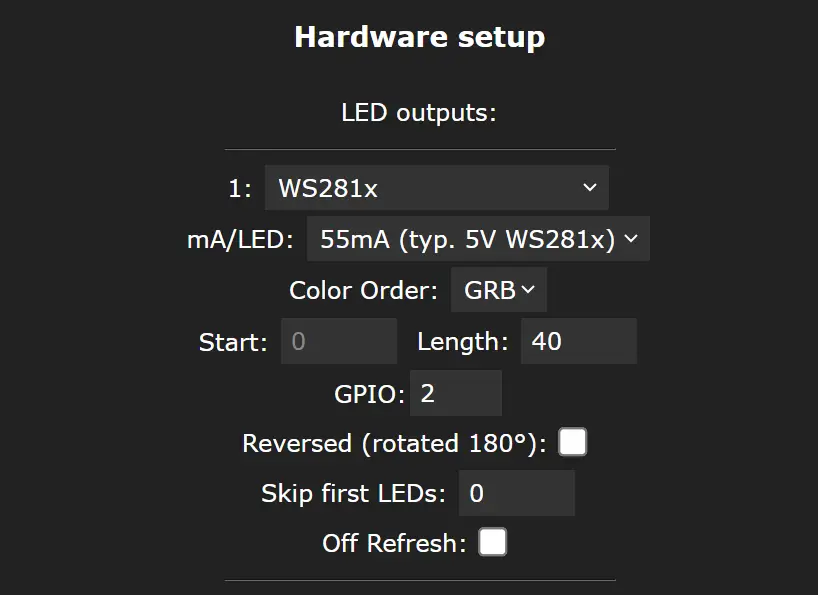 Hardware setup
LED outputs:
1: WS281x
mA/LED: 55mA (typ. 5V WS281x)
Color Order: GRB
Start: 0 Length: 40
GPIO: 2
Reversed (rotated 180°):
Skip first LEDs: 0
Off Refresh: